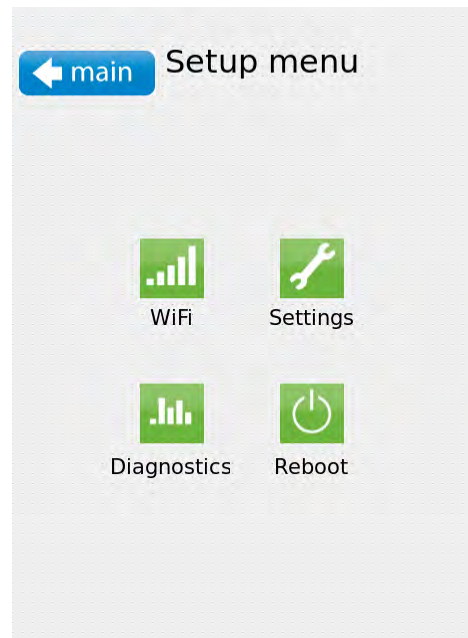 main
Setup menu
WiFi
Settings
Diagnostics
Reboot